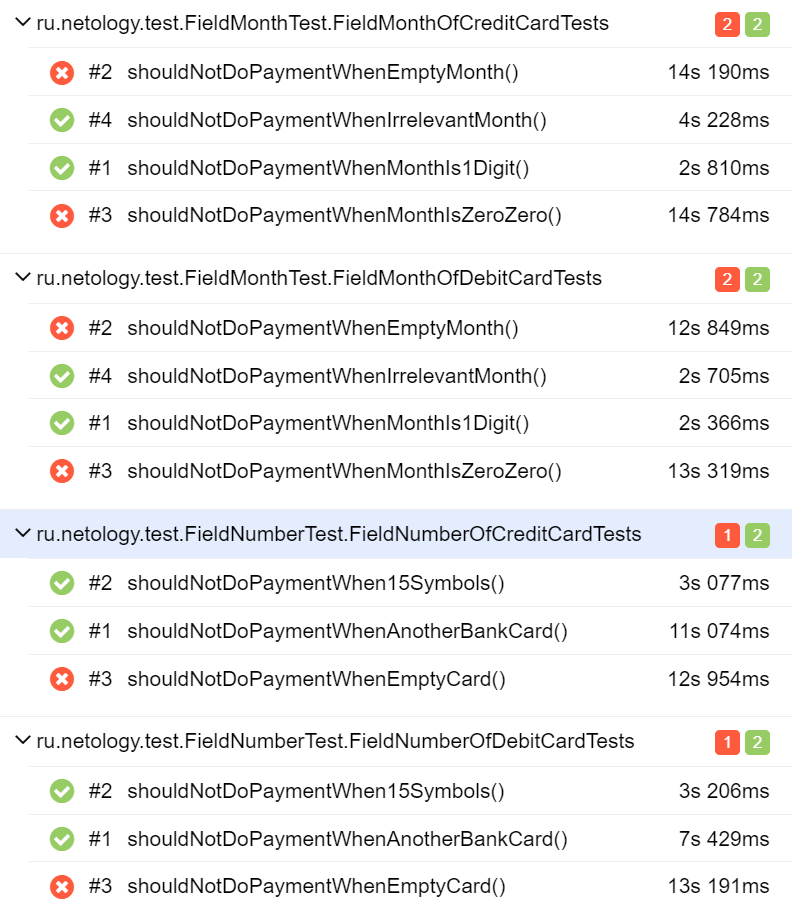 ru.netology.test.FieldMonthTest.FieldMonthOfCreditCardTests 2 2
#2 shouldNotDoPaymentWhenEmptyMonth() 14s 190ms
#4 shouldNotDoPaymentWhenIrrelevantMonth() 4s 228ms
#1 shouldNotDoPaymentWhenMonthIs1Digit() 2s 810ms
#3 shouldNotDoPaymentWhenMonthIsZeroZero() 14s 784ms
ru.netology.test.FieldMonthTest.FieldMonthOfDebitCardTests 2 2
#2 shouldNotDoPaymentWhenEmptyMonth() 12s 849ms
#4 shouldNotDoPaymentWhenIrrelevantMonth() 2s 705ms
#1 shouldNotDoPaymentWhenMonthIs1Digit() 2s 366ms
#3 shouldNotDoPaymentWhenMonthIsZeroZero() 13s 319ms
ru.netology.test.FieldNumberTest.FieldNumberOfCreditCardTests 1 2
#2 shouldNotDoPaymentWhen15Symbols() 3s 077ms
#1 shouldNotDoPaymentWhenAnotherBankCard() 11s 074ms
#3 shouldNotDoPaymentWhenEmptyCard() 12s 954ms
ru.netology.test.FieldNumberTest.FieldNumberOfDebitCardTests 1 2
#2 shouldNotDoPaymentWhen15Symbols() 3s 206ms
#1 shouldNotDoPaymentWhenAnotherBankCard() 7s 429ms
#3 shouldNotDoPaymentWhenEmptyCard() 13s 191ms